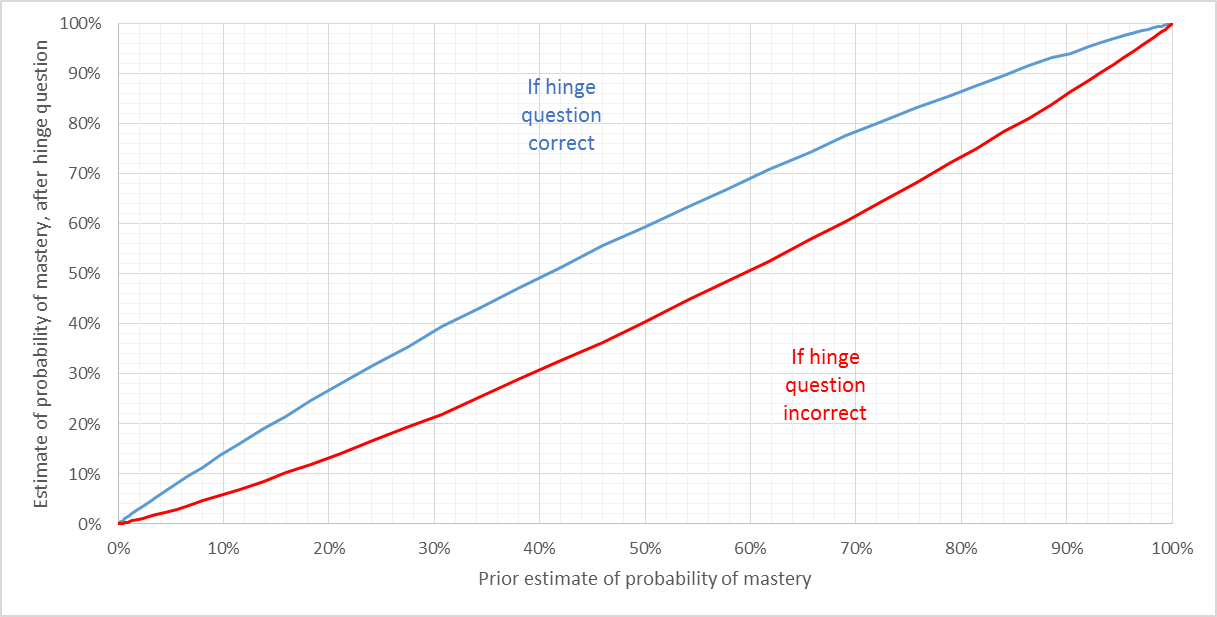 100%
90%
80%
70%
60%
50%
40%
30%
20%
10%
0%
Estimate of probability of mastery, after hinge question
If hinge
question
correct
If hinge
question
incorrect
0% 10% 20% 30% 40% 50% 60% 70% 80% 90% 100%
Prior estimate of probability of mastery